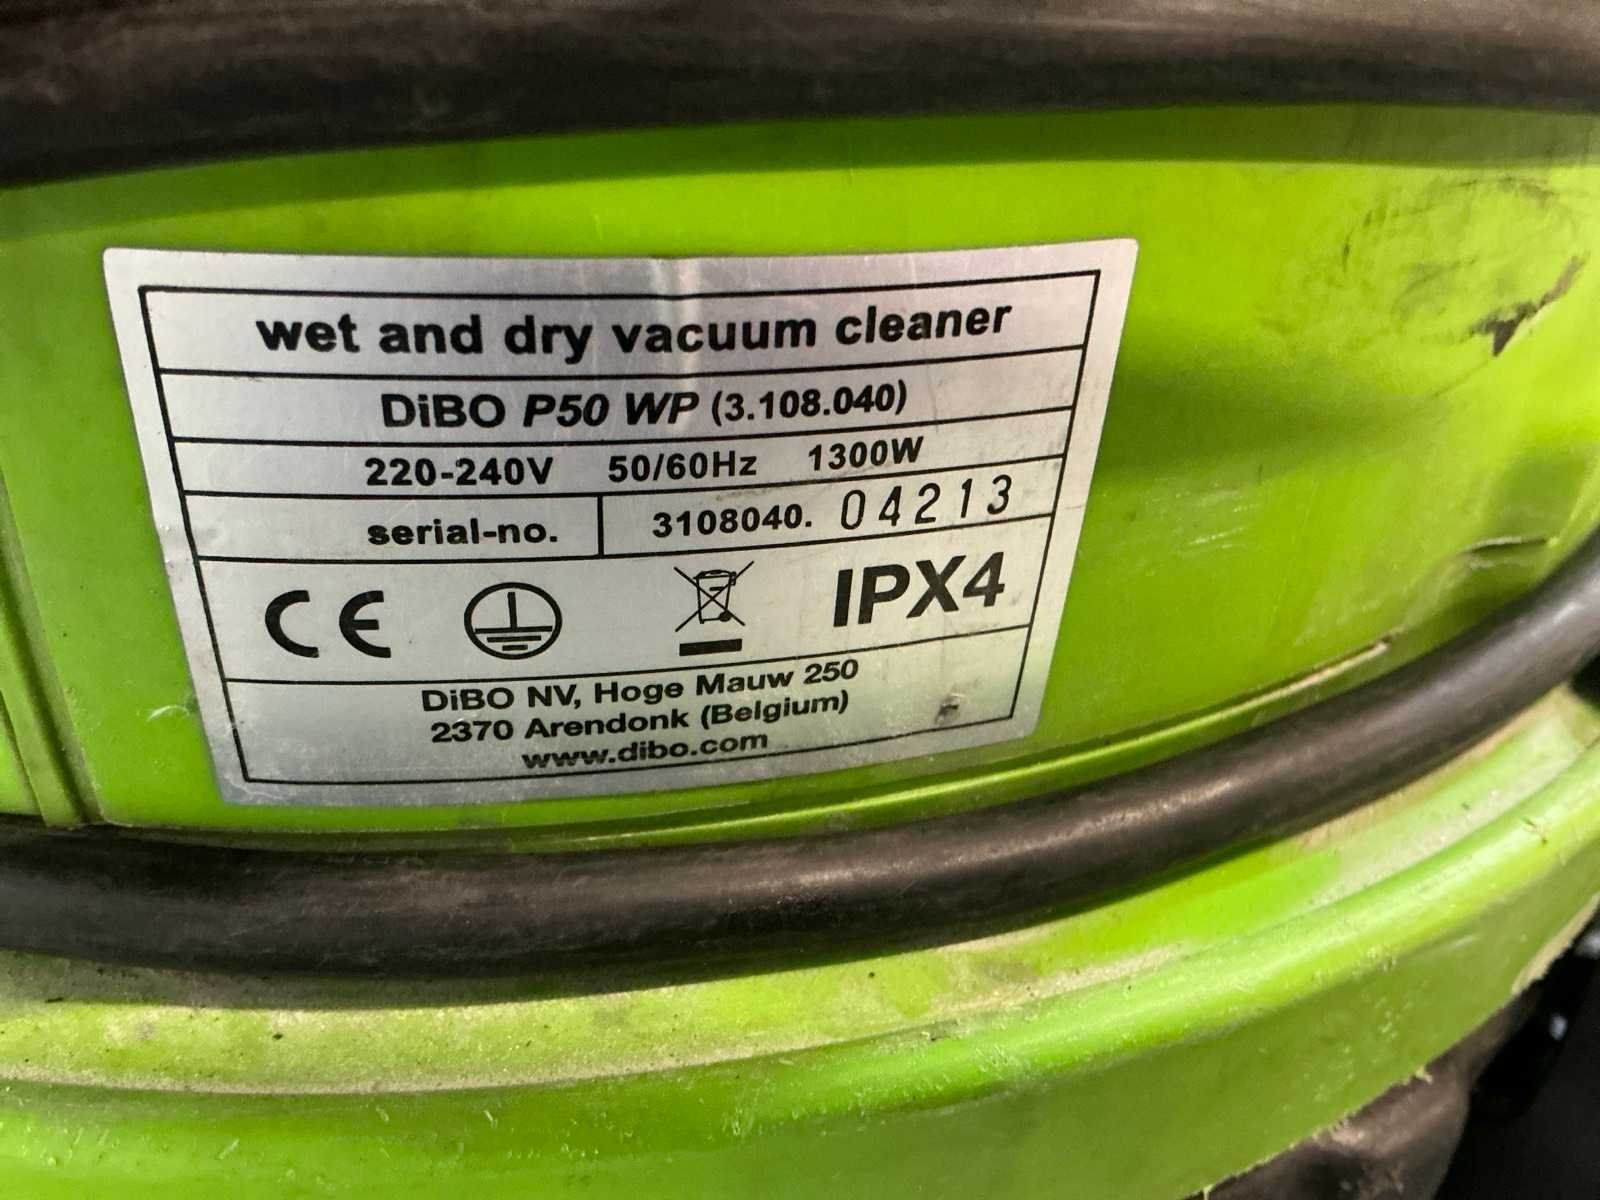 wet and dry vacuum cleaner
DiBO P50 WP (3.108.040)
220-240V 50/60Hz 1300W
serial-no. 3108040. 04213
CE IPX4
DiBO NV, Hoge Mauw 250
2370 Arendonk (Belgium)
www.dibo.com